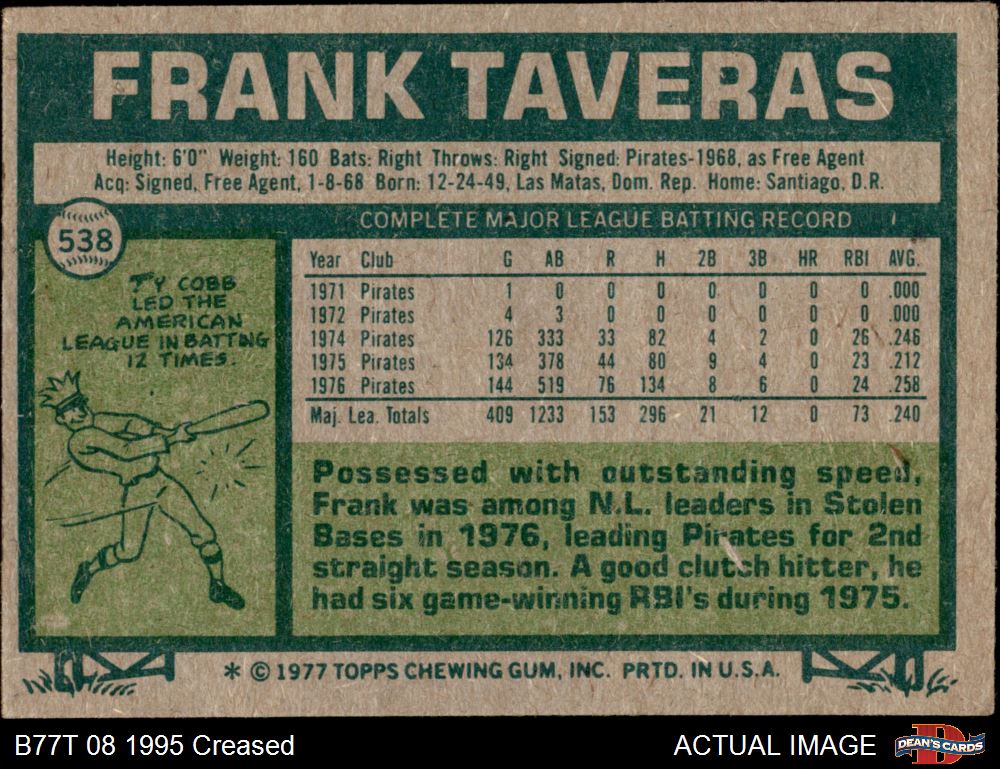 FRANK TAVERAS
Height: 6'0" Weight: 160 Bats: Right Throws: Right Signed: Pirates-1968, as Free Agent
Acq: Signed, Free Agent, 1-8-68 Born: 12-24-49, Las Matas, Dom. Rep. Home: Santiago, D.R.
538
TY COBB
LED THE
AMERICAN
LEAGUE IN BATTING
12 TIMES.
COMPLETE MAJOR LEAGUE BATTING RECORD
Year Club G AB R H 2B 3B HR RBI AVG.
1971 Pirates 1 0 0 0 0 0 0 0 .000
1972 Pirates 4 3 0 0 0 0 0 0 .000
1974 Pirates 126 333 33 82 4 2 0 26 .246
1975 Pirates 134 378 44 80 9 4 0 23 .212
1976 Pirates 144 519 76 134 8 6 0 24 .258
Maj. Lea. Totals 409 1233 153 296 21 12 0 73 .240
Possessed with outstanding speed,
Frank was among N.L. leaders in Stolen
Bases in 1976, leading Pirates for 2nd
straight season. A good clutch hitter, he
had six game-winning RBI's during 1975.
* © 1977 TOPPS CHEWING GUM, INC. PRTD. IN U.S.A.
B77T 08 1995 Creased
ACTUAL IMAGE
D
DEAN'S CARDS